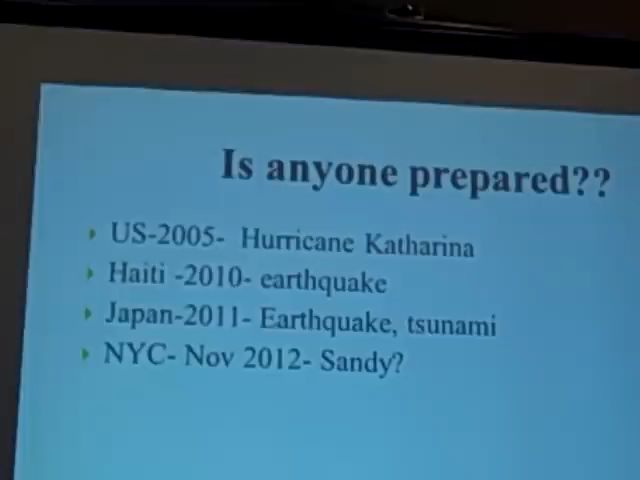 Is anyone prepared??
US-2005- Hurricane Katharina
Haiti -2010- earthquake
Japan-2011- Earthquake, tsunami
NYC- Nov 2012- Sandy?